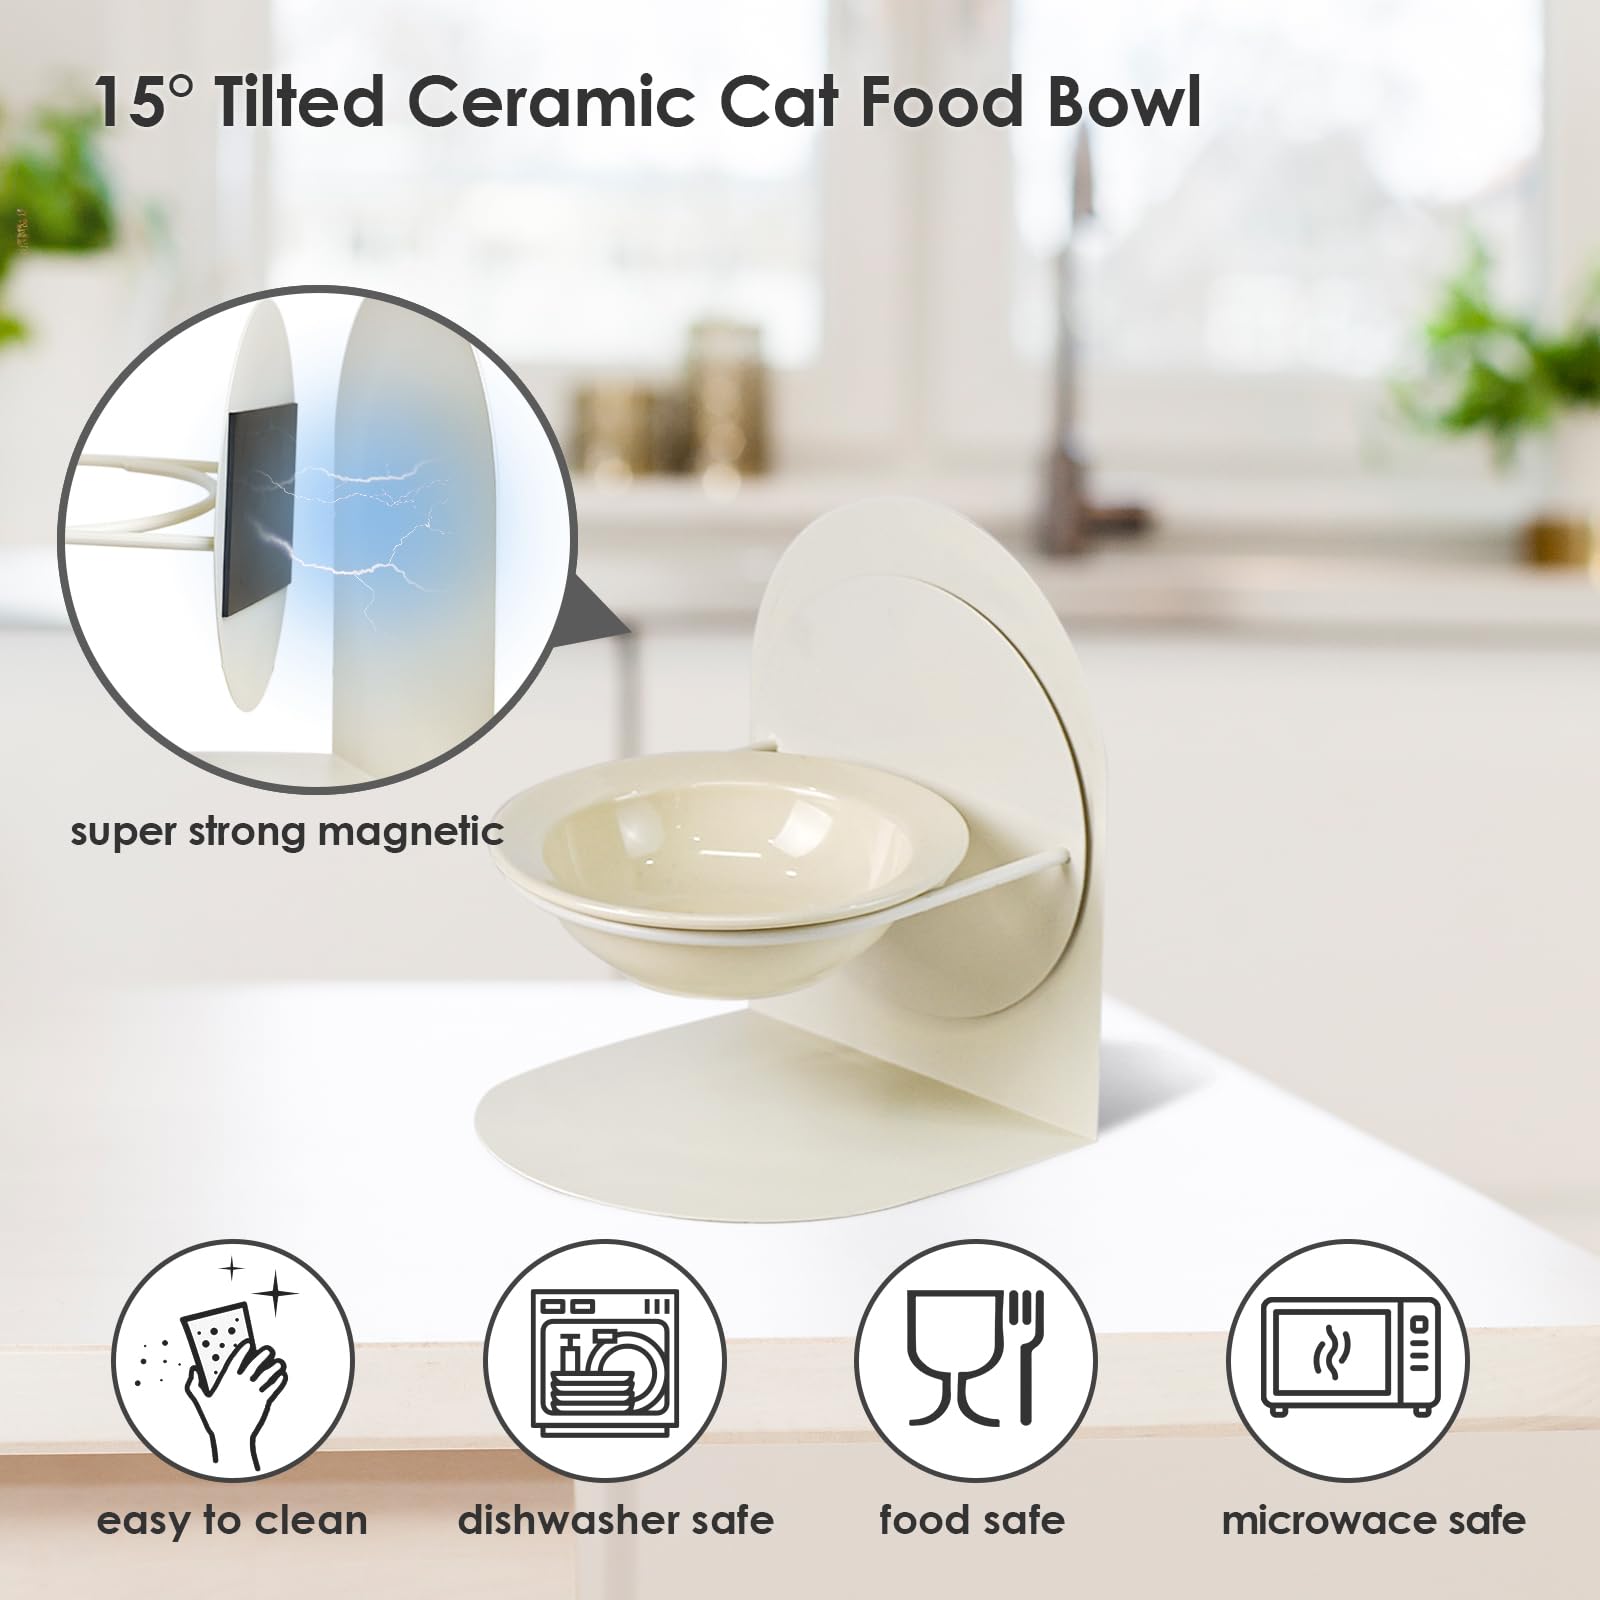 15° Tilted Ceramic Cat Food Bowl
super strong magnetic
easy to clean
dishwasher safe
food safe
microwace safe